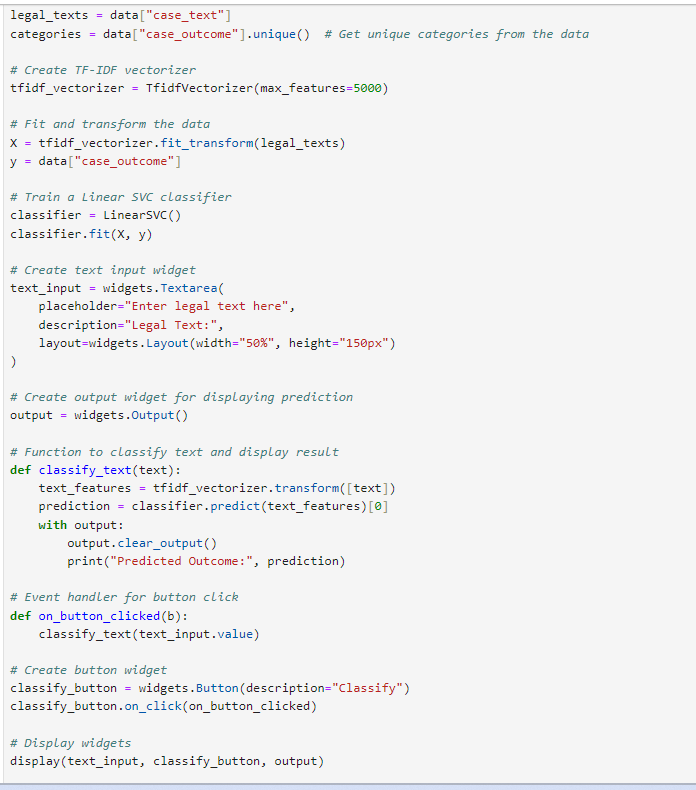 legal_texts = data["case_text"]
categories = data["case_outcome"].unique()  # Get unique categories from the data

# Create TF-IDF vectorizer
tfidf_vectorizer = TfidfVectorizer(max_features=5000)

# Fit and transform the data
X = tfidf_vectorizer.fit_transform(legal_texts)
y = data["case_outcome"]

# Train a Linear SVC classifier
classifier = LinearSVC()
classifier.fit(X, y)

# Create text input widget
text_input = widgets.Textarea(
    placeholder="Enter legal text here",
    description="Legal Text:",
    layout=widgets.Layout(width="50%", height="150px")
)

# Create output widget for displaying prediction
output = widgets.Output()

# Function to classify text and display result
def classify_text(text):
    text_features = tfidf_vectorizer.transform([text])
    prediction = classifier.predict(text_features)[0]
    with output:
        output.clear_output()
        print("Predicted Outcome:", prediction)

# Event handler for button click
def on_button_clicked(b):
    classify_text(text_input.value)

# Create button widget
classify_button = widgets.Button(description="Classify")
classify_button.on_click(on_button_clicked)

# Display widgets
display(text_input, classify_button, output)